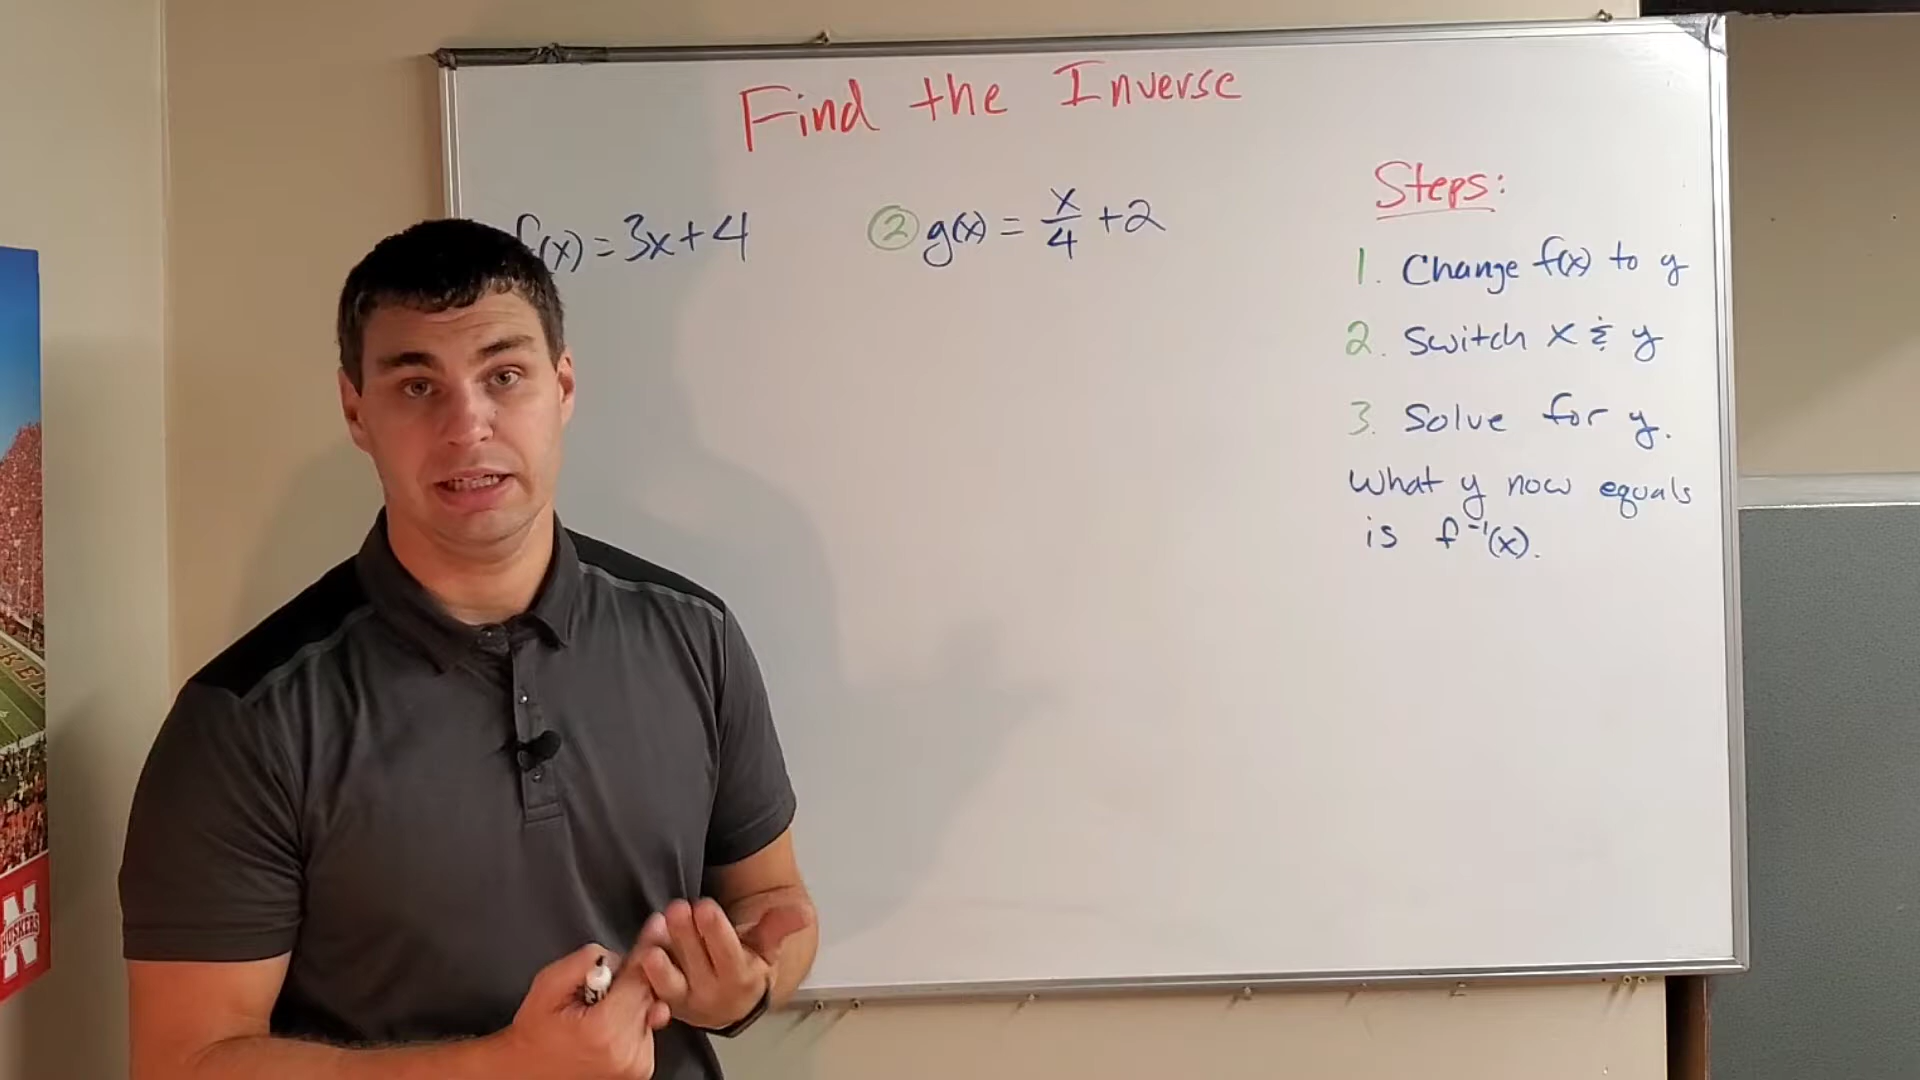 Find the Inverse
f(x) = 3x + 4
② g(x) = x/4 + 2
Steps:
1. Change f(x) to y
2. Switch x & y
3. Solve for y.
What y now equals
is f⁻¹(x).
N
HUSKERS